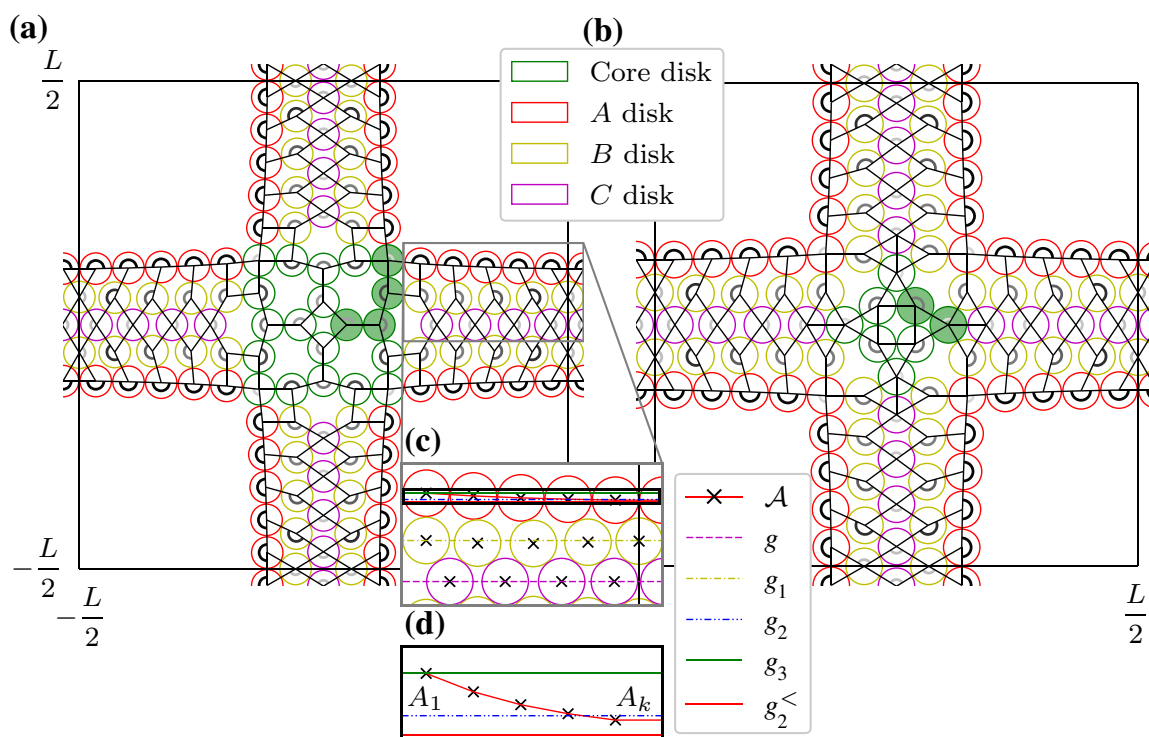 (a)
(b)
L/2
Core disk
A disk
B disk
C disk
(c)
𝒜
g
g₁
g₂
g₃
g₂^<
-L/2
-L/2
L/2
(d)
A₁
Aₖ